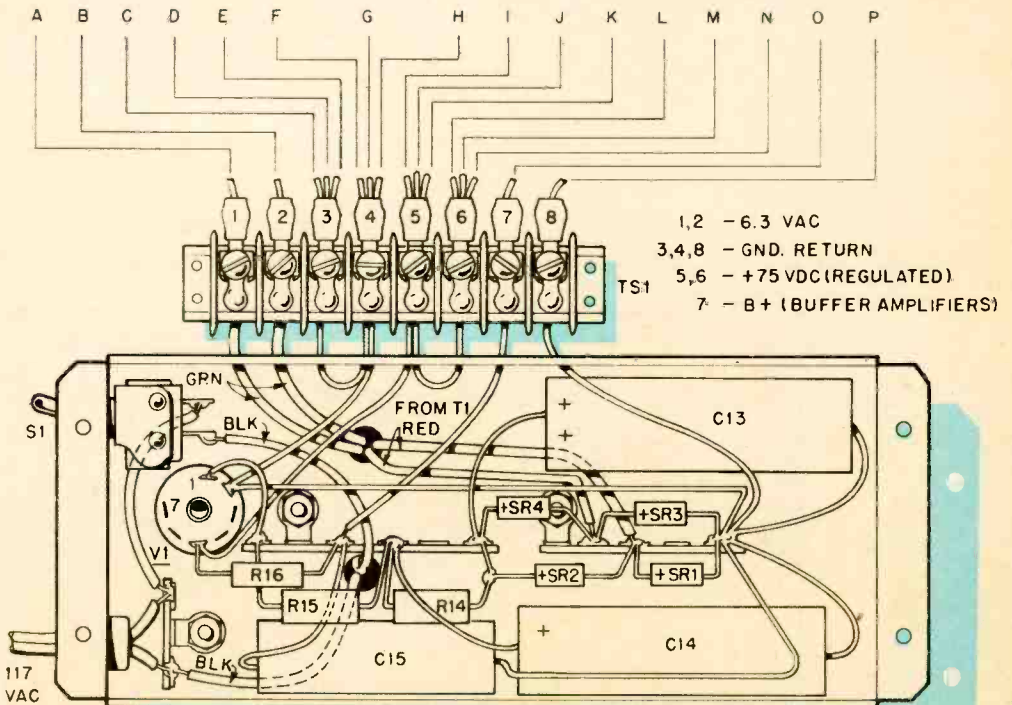 A B C D E F G H I J K L M N O P
1 2 3 4 5 6 7 8
1,2 – 6.3 VAC
3,4,8 – GND. RETURN
5,6 – +75 VDC (REGULATED)
7 – B+ (BUFFER AMPLIFIERS)
TS1
GRN
BLK
FROM T1
RED
+
+
C13
S1
1
7
V1
+SR4
+SR3
+SR2
+SR1
R16
R15
R14
+
C14
C15
BLK
117
VAC